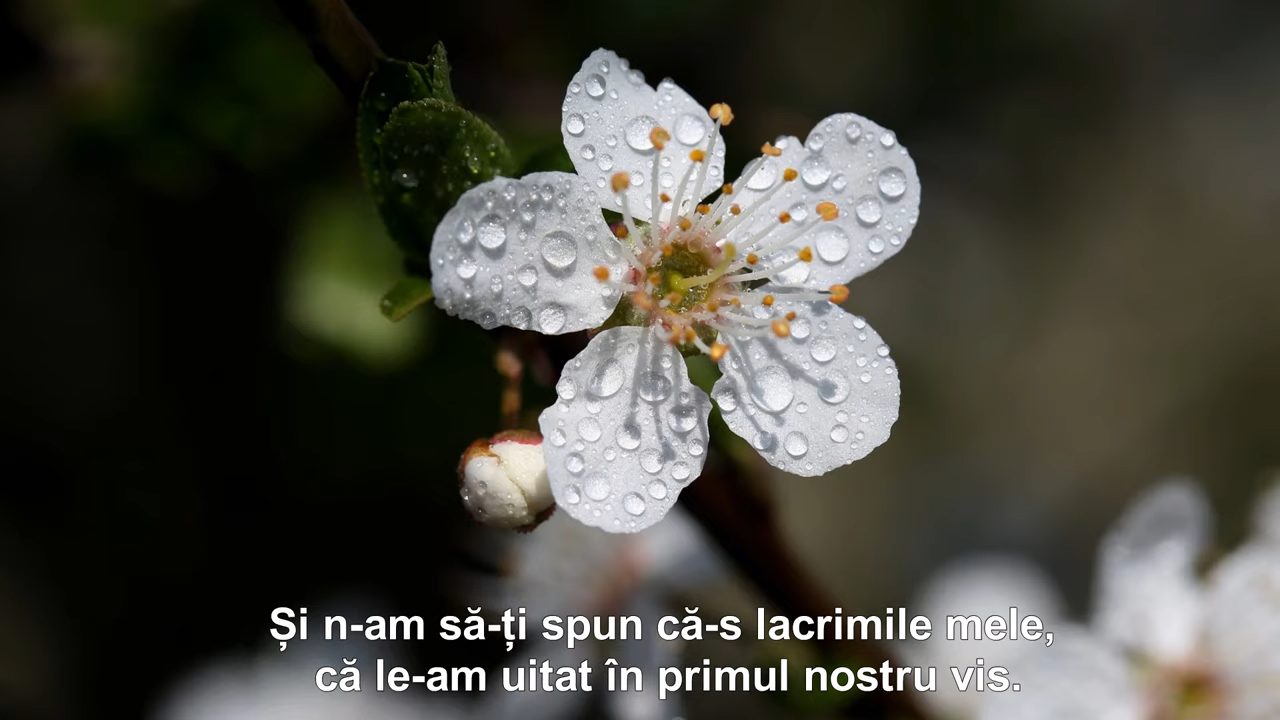 Și n-am să-ți spun că-s lacrimile mele,
că le-am uitat în primul nostru vis.